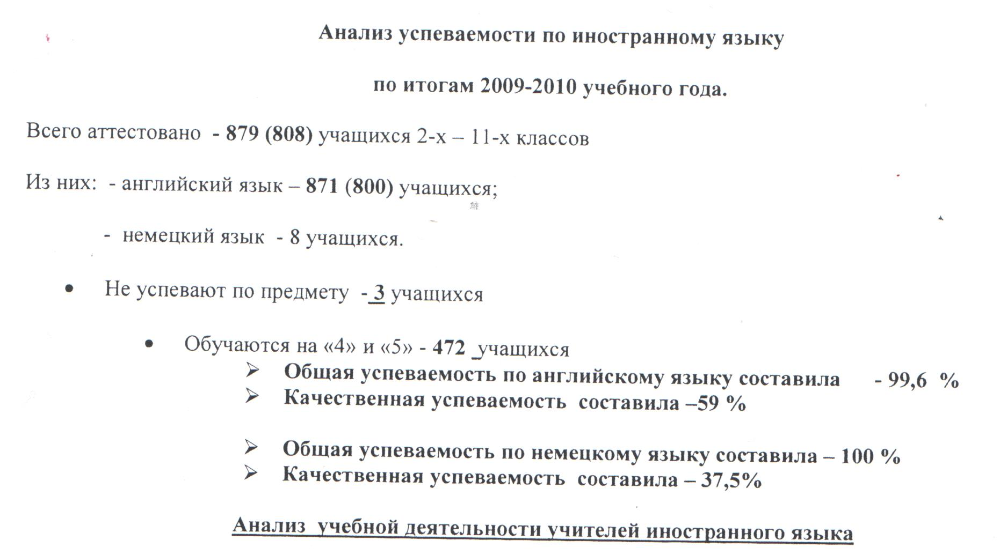 Анализ успеваемости по иностранному языку
по итогам 2009-2010 учебного года.
Всего аттестовано - 879 (808) учащихся 2-х – 11-х классов
Из них: - английский язык – 871 (800) учащихся;
- немецкий язык - 8 учащихся.
• Не успевают по предмету - 3 учащихся
• Обучаются на «4» и «5» - 472 _учащихся
➢ Общая успеваемость по английскому языку составила - 99,6 %
➢ Качественная успеваемость составила –59 %
➢ Общая успеваемость по немецкому языку составила – 100 %
➢ Качественная успеваемость составила – 37,5%
Анализ учебной деятельности учителей иностранного языка